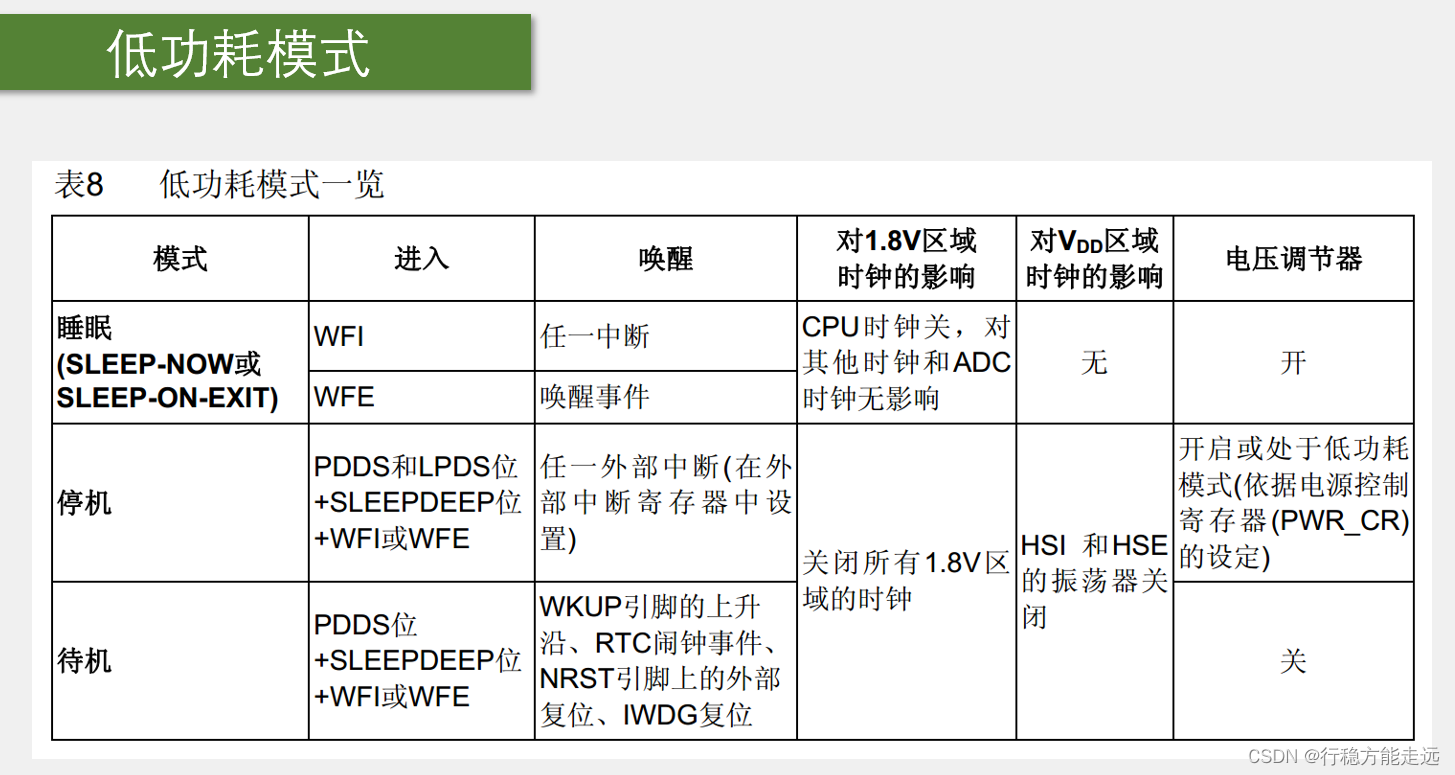 低功耗模式
表8 低功耗模式一览
模式
进入
唤醒
对1.8V区域
时钟的影响
对VDD区域
时钟的影响
电压调节器
睡眠
(SLEEP-NOW或
SLEEP-ON-EXIT)
WFI
任一中断
CPU时钟关，对
其他时钟和ADC
时钟无影响
无
开
WFE
唤醒事件
停机
PDDS和LPDS位
+SLEEPDEEP位
+WFI或WFE
任一外部中断(在外
部中断寄存器中设
置)
关闭所有1.8V区
域的时钟
HSI 和HSE
的振荡器关
闭
开启或处于低功耗
模式(依据电源控制
寄存器(PWR_CR)
的设定)
待机
PDDS位
+SLEEPDEEP位
+WFI或WFE
WKUP引脚的上升
沿、RTC闹钟事件、
NRST引脚上的外部
复位、IWDG复位
关
CSDN @行稳方能走远